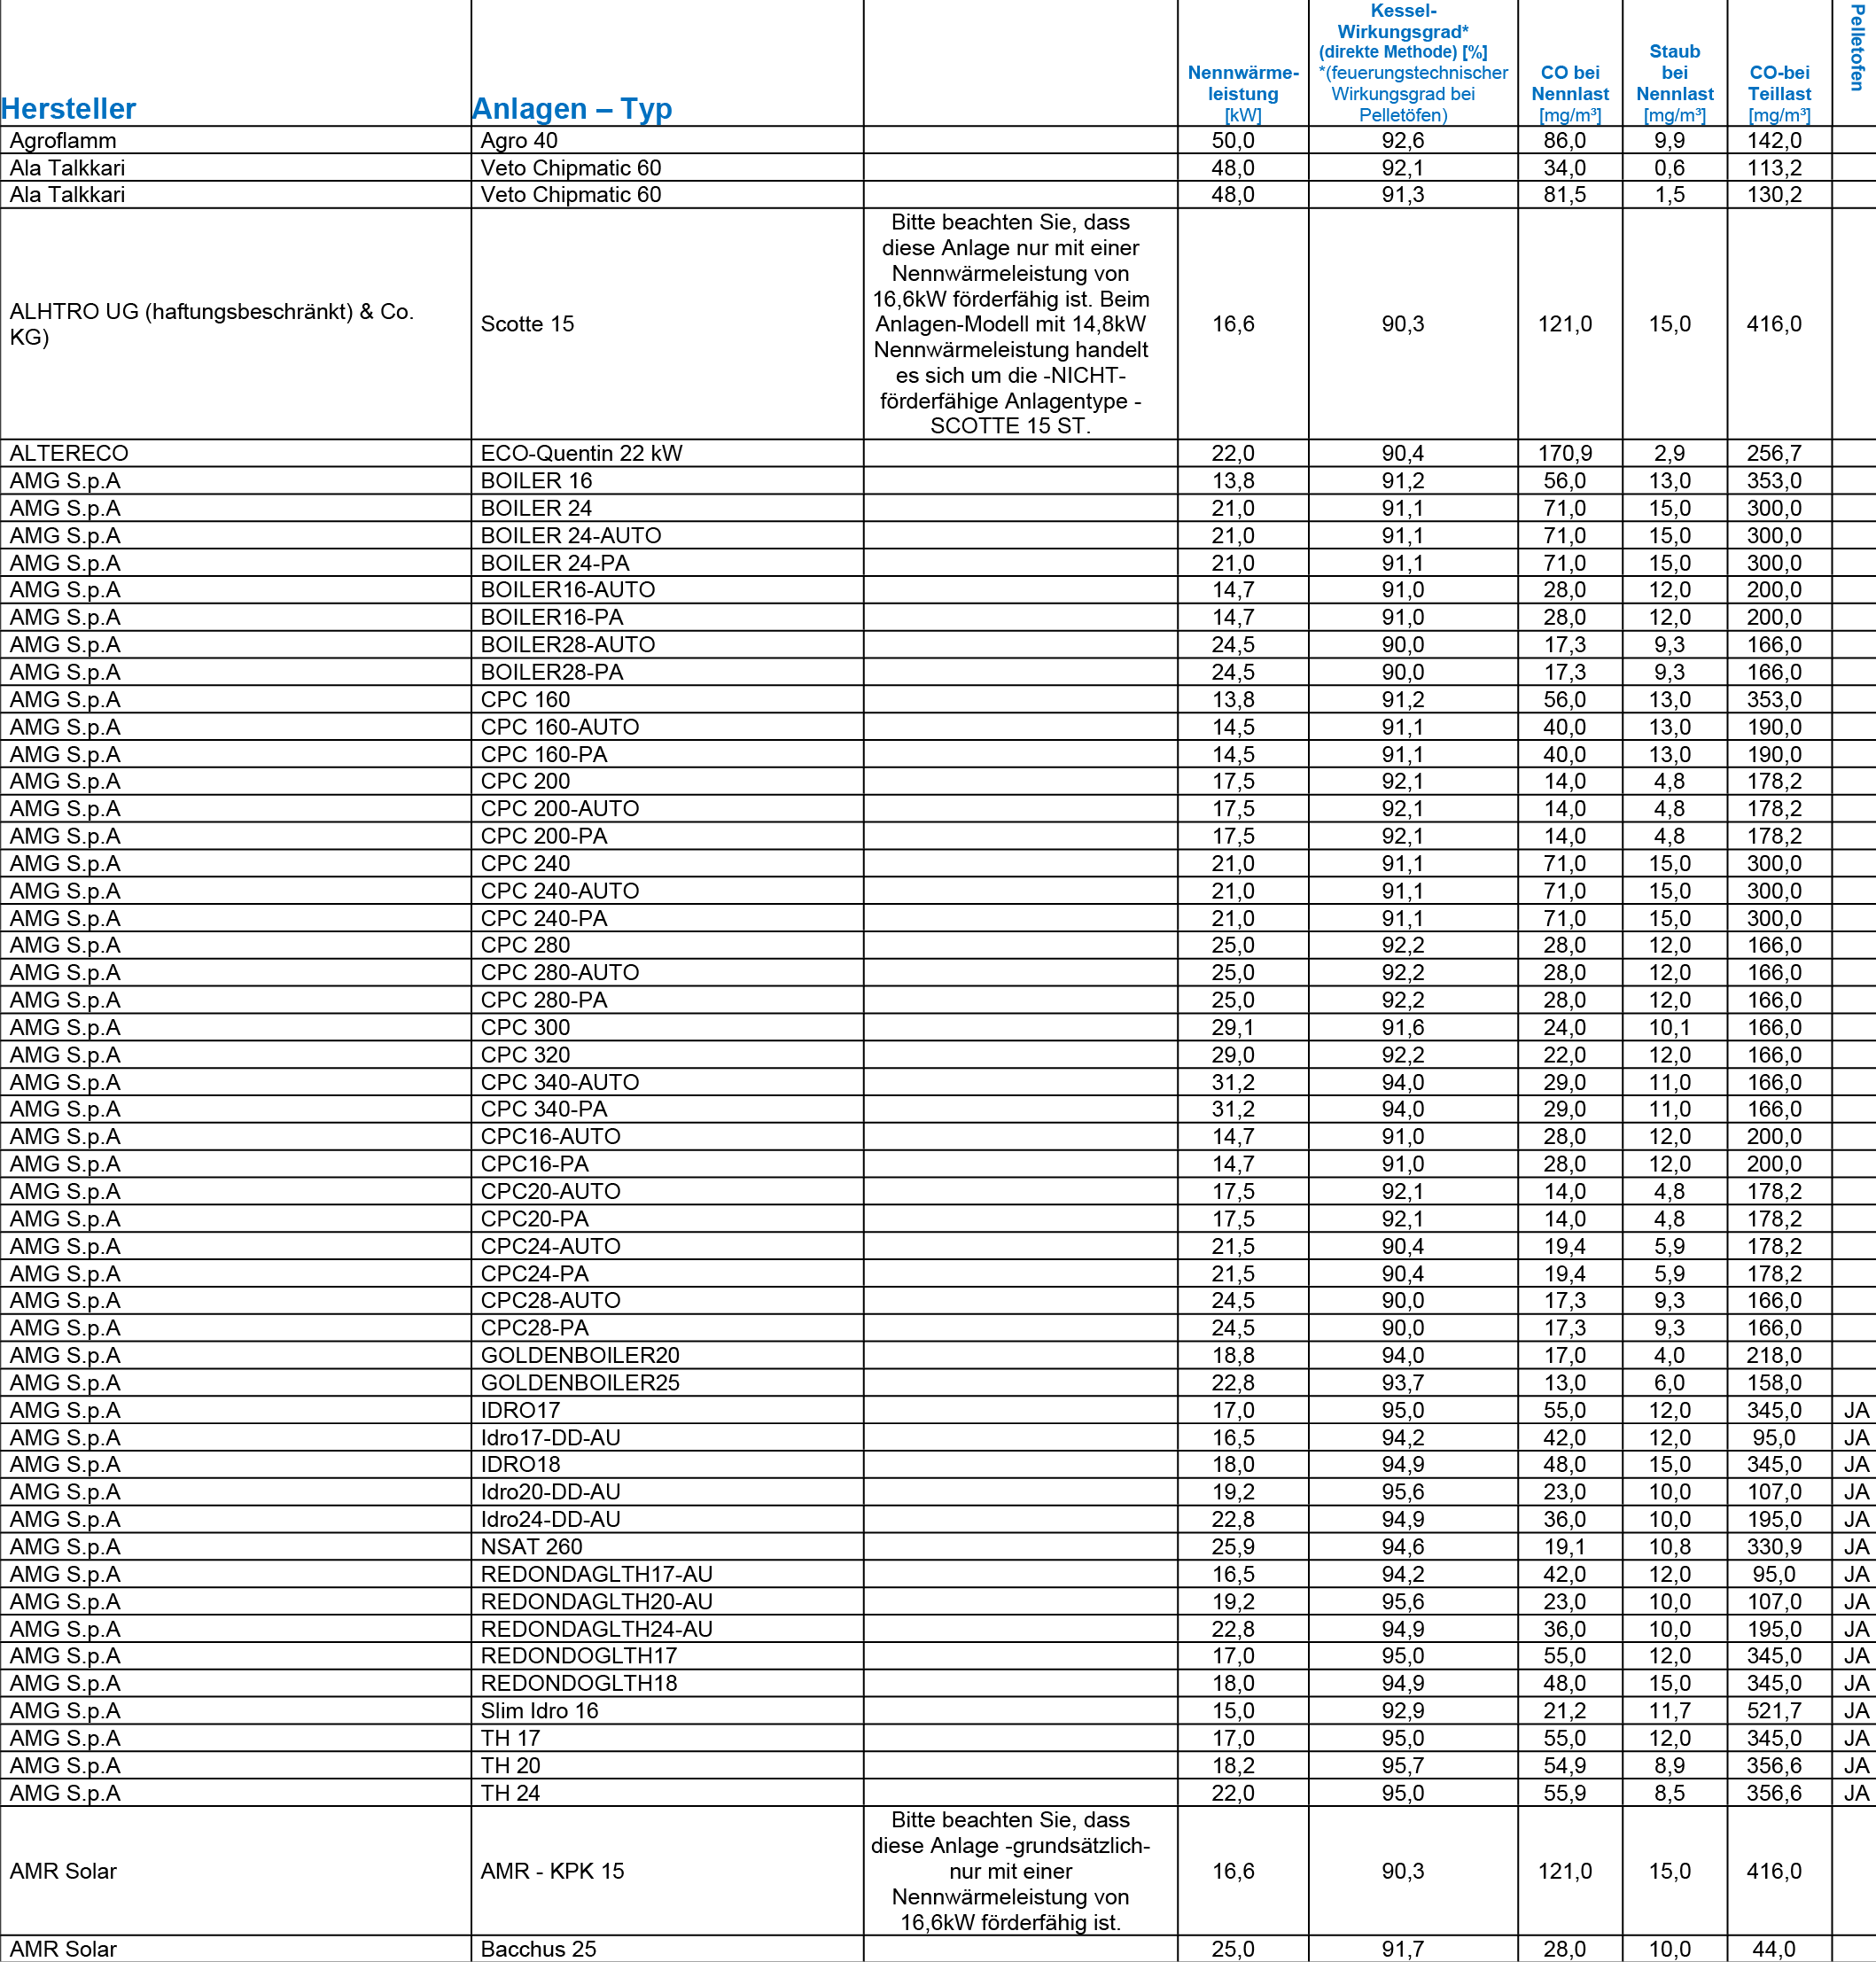 Hersteller Anlagen – Typ Nennwärme-leistung [kW] Kessel-Wirkungsgrad* (direkte Methode) [%] *(feuerungstechnischer Wirkungsgrad bei Pelletöfen) CO bei Nennlast [mg/m³] Staub bei Nennlast [mg/m³] CO-bei Teillast [mg/m³] Pelletofen
Agroflamm Agro 40 50,0 92,6 86,0 9,9 142,0
Ala Talkkari Veto Chipmatic 60 48,0 92,1 34,0 0,6 113,2
Ala Talkkari Veto Chipmatic 60 48,0 91,3 81,5 1,5 130,2
ALHTRO UG (haftungsbeschränkt) & Co. KG) Scotte 15 Bitte beachten Sie, dass diese Anlage nur mit einer Nennwärmeleistung von 16,6kW förderfähig ist. Beim Anlagen-Modell mit 14,8kW Nennwärmeleistung handelt es sich um die -NICHT- förderfähige Anlagentype - SCOTTE 15 ST. 16,6 90,3 121,0 15,0 416,0
ALTERECO ECO-Quentin 22 kW 22,0 90,4 170,9 2,9 256,7
AMG S.p.A BOILER 16 13,8 91,2 56,0 13,0 353,0
AMG S.p.A BOILER 24 21,0 91,1 71,0 15,0 300,0
AMG S.p.A BOILER 24-AUTO 21,0 91,1 71,0 15,0 300,0
AMG S.p.A BOILER 24-PA 21,0 91,1 71,0 15,0 300,0
AMG S.p.A BOILER16-AUTO 14,7 91,0 28,0 12,0 200,0
AMG S.p.A BOILER16-PA 14,7 91,0 28,0 12,0 200,0
AMG S.p.A BOILER28-AUTO 24,5 90,0 17,3 9,3 166,0
AMG S.p.A BOILER28-PA 24,5 90,0 17,3 9,3 166,0
AMG S.p.A CPC 160 13,8 91,2 56,0 13,0 353,0
AMG S.p.A CPC 160-AUTO 14,5 91,1 40,0 13,0 190,0
AMG S.p.A CPC 160-PA 14,5 91,1 40,0 13,0 190,0
AMG S.p.A CPC 200 17,5 92,1 14,0 4,8 178,2
AMG S.p.A CPC 200-AUTO 17,5 92,1 14,0 4,8 178,2
AMG S.p.A CPC 200-PA 17,5 92,1 14,0 4,8 178,2
AMG S.p.A CPC 240 21,0 91,1 71,0 15,0 300,0
AMG S.p.A CPC 240-AUTO 21,0 91,1 71,0 15,0 300,0
AMG S.p.A CPC 240-PA 21,0 91,1 71,0 15,0 300,0
AMG S.p.A CPC 280 25,0 92,2 28,0 12,0 166,0
AMG S.p.A CPC 280-AUTO 25,0 92,2 28,0 12,0 166,0
AMG S.p.A CPC 280-PA 25,0 92,2 28,0 12,0 166,0
AMG S.p.A CPC 300 29,1 91,6 24,0 10,1 166,0
AMG S.p.A CPC 320 29,0 92,2 22,0 12,0 166,0
AMG S.p.A CPC 340-AUTO 31,2 94,0 29,0 11,0 166,0
AMG S.p.A CPC 340-PA 31,2 94,0 29,0 11,0 166,0
AMG S.p.A CPC16-AUTO 14,7 91,0 28,0 12,0 200,0
AMG S.p.A CPC16-PA 14,7 91,0 28,0 12,0 200,0
AMG S.p.A CPC20-AUTO 17,5 92,1 14,0 4,8 178,2
AMG S.p.A CPC20-PA 17,5 92,1 14,0 4,8 178,2
AMG S.p.A CPC24-AUTO 21,5 90,4 19,4 5,9 178,2
AMG S.p.A CPC24-PA 21,5 90,4 19,4 5,9 178,2
AMG S.p.A CPC28-AUTO 24,5 90,0 17,3 9,3 166,0
AMG S.p.A CPC28-PA 24,5 90,0 17,3 9,3 166,0
AMG S.p.A GOLDENBOILER20 18,8 94,0 17,0 4,0 218,0
AMG S.p.A GOLDENBOILER25 22,8 93,7 13,0 6,0 158,0
AMG S.p.A IDRO17 17,0 95,0 55,0 12,0 345,0 JA
AMG S.p.A Idro17-DD-AU 16,5 94,2 42,0 12,0 95,0 JA
AMG S.p.A IDRO18 18,0 94,9 48,0 15,0 345,0 JA
AMG S.p.A Idro20-DD-AU 19,2 95,6 23,0 10,0 107,0 JA
AMG S.p.A Idro24-DD-AU 22,8 94,9 36,0 10,0 195,0 JA
AMG S.p.A NSAT 260 25,9 94,6 19,1 10,8 330,9 JA
AMG S.p.A REDONDAGLTH17-AU 16,5 94,2 42,0 12,0 95,0 JA
AMG S.p.A REDONDAGLTH20-AU 19,2 95,6 23,0 10,0 107,0 JA
AMG S.p.A REDONDAGLTH24-AU 22,8 94,9 36,0 10,0 195,0 JA
AMG S.p.A REDONDOGLTH17 17,0 95,0 55,0 12,0 345,0 JA
AMG S.p.A REDONDOGLTH18 18,0 94,9 48,0 15,0 345,0 JA
AMG S.p.A Slim Idro 16 15,0 92,9 21,2 11,7 521,7 JA
AMG S.p.A TH 17 17,0 95,0 55,0 12,0 345,0 JA
AMG S.p.A TH 20 18,2 95,7 54,9 8,9 356,6 JA
AMG S.p.A TH 24 22,0 95,0 55,9 8,5 356,6 JA
AMR Solar AMR - KPK 15 Bitte beachten Sie, dass diese Anlage -grundsätzlich- nur mit einer Nennwärmeleistung von 16,6kW förderfähig ist. 16,6 90,3 121,0 15,0 416,0
AMR Solar Bacchus 25 25,0 91,7 28,0 10,0 44,0